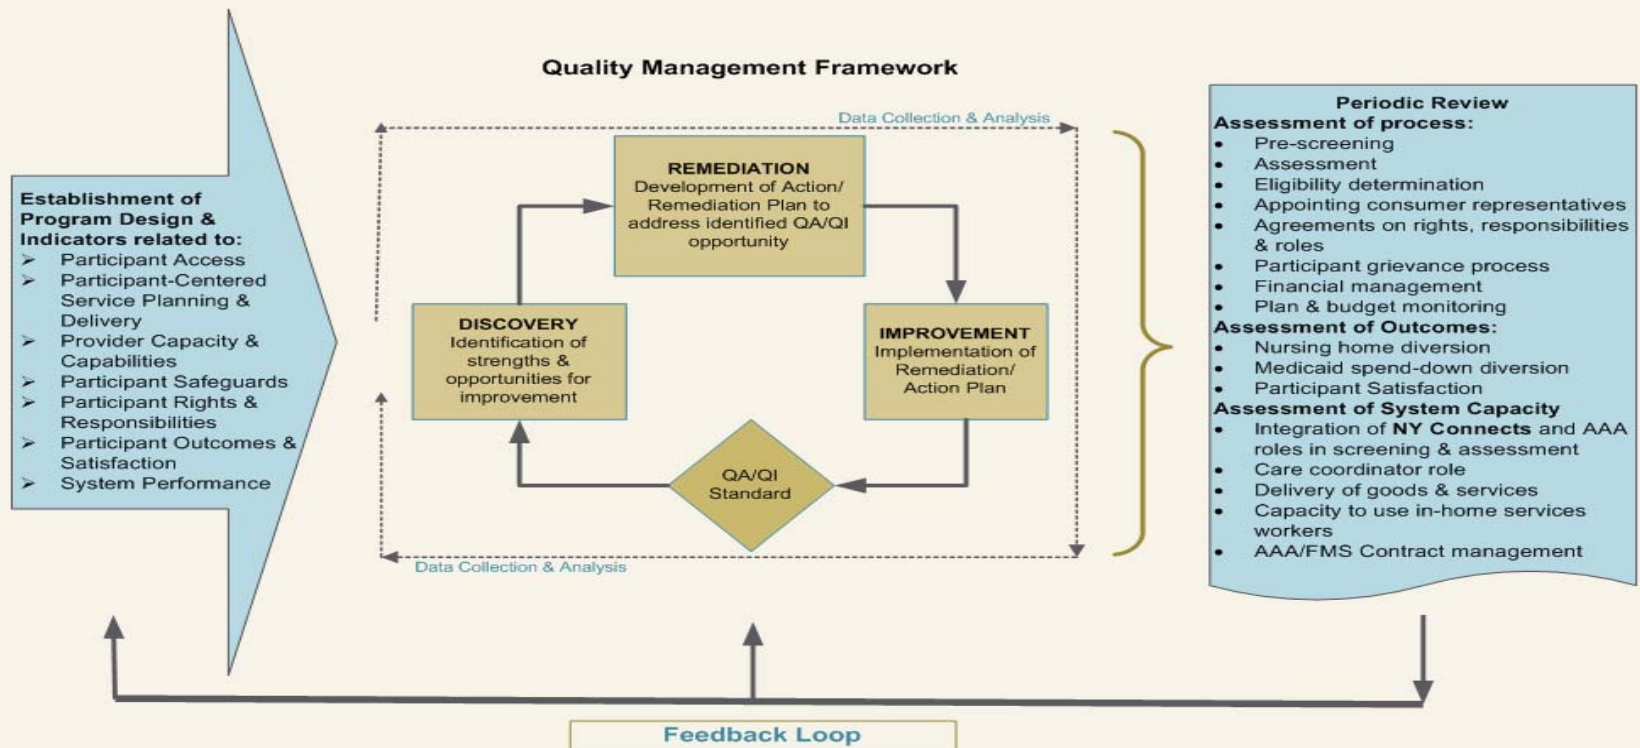 Quality Management Framework
Establishment of
Program Design &
Indicators related to:
➢ Participant Access
➢ Participant-Centered
Service Planning &
Delivery
➢ Provider Capacity &
Capabilities
➢ Participant Safeguards
➢ Participant Rights &
Responsibilities
➢ Participant Outcomes &
Satisfaction
➢ System Performance
Data Collection & Analysis
REMEDIATION
Development of Action/
Remediation Plan to
address identified QA/QI
opportunity
DISCOVERY
Identification of
strengths &
opportunities for
improvement
IMPROVEMENT
Implementation of
Remediation/
Action Plan
QA/QI
Standard
Data Collection & Analysis
Periodic Review
Assessment of process:
• Pre-screening
• Assessment
• Eligibility determination
• Appointing consumer representatives
• Agreements on rights, responsibilities
& roles
• Participant grievance process
• Financial management
• Plan & budget monitoring
Assessment of Outcomes:
• Nursing home diversion
• Medicaid spend-down diversion
• Participant Satisfaction
Assessment of System Capacity
• Integration of NY Connects and AAA
roles in screening & assessment
• Care coordinator role
• Delivery of goods & services
• Capacity to use in-home services
workers
• AAA/FMS Contract management
Feedback Loop